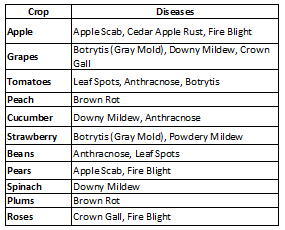 Crop Diseases
Apple Apple Scab, Cedar Apple Rust, Fire Blight
Grapes Botrytis (Gray Mold), Downy Mildew, Crown
Gall
Tomatoes Leaf Spots, Anthracnose, Botrytis
Peach Brown Rot
Cucumber Downy Mildew, Anthracnose
Strawberry Botrytis (Gray Mold), Powdery Mildew
Beans Anthracnose, Leaf Spots
Pears Apple Scab, Fire Blight
Spinach Downy Mildew
Plums Brown Rot
Roses Crown Gall, Fire Blight